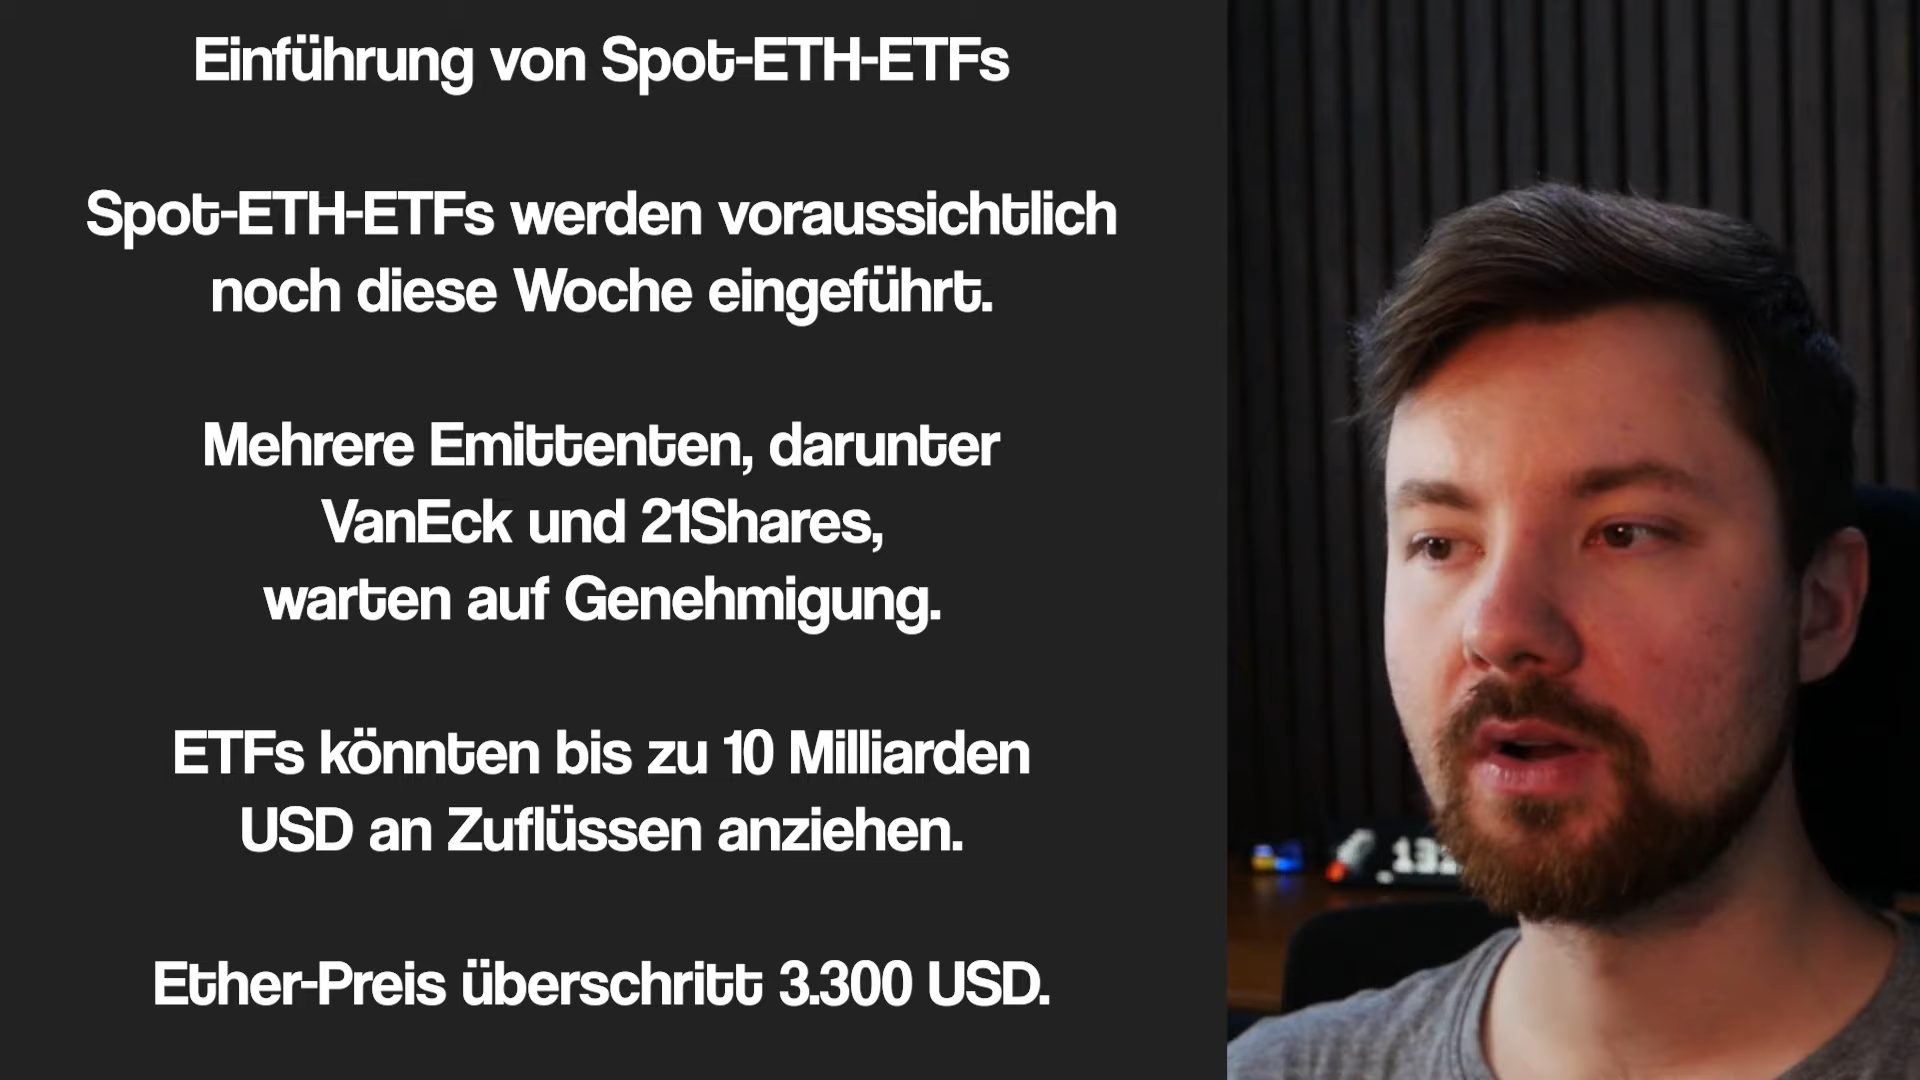 Einführung von Spot-ETH-ETFs
Spot-ETH-ETFs werden voraussichtlich
noch diese Woche eingeführt.
Mehrere Emittenten, darunter
VanEck und 21Shares,
warten auf Genehmigung.
ETFs könnten bis zu 10 Milliarden
USD an Zuflüssen anziehen.
Ether-Preis überschritt 3.300 USD.